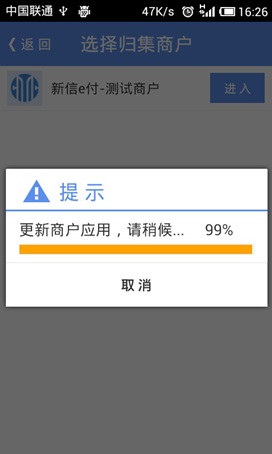 中国联通 47K/s 16:26
返回 选择归集商户
新信e付-测试商户 进入
提示
更新商户应用，请稍候... 99%
取消